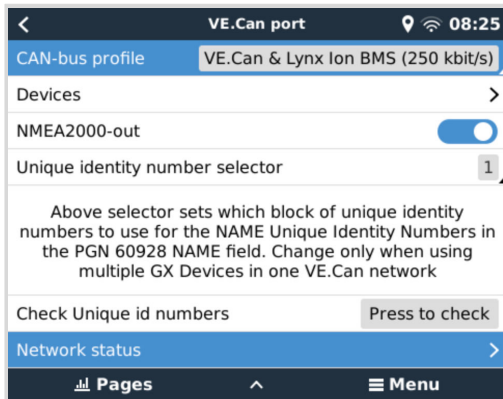 VE.Can port 08:25
CAN-bus profile VE.Can & Lynx Ion BMS (250 kbit/s)
Devices
NMEA2000-out
Unique identity number selector 1
Above selector sets which block of unique identity
numbers to use for the NAME Unique Identity Numbers in
the PGN 60928 NAME field. Change only when using
multiple GX Devices in one VE.Can network
Check Unique id numbers Press to check
Network status
Pages Menu